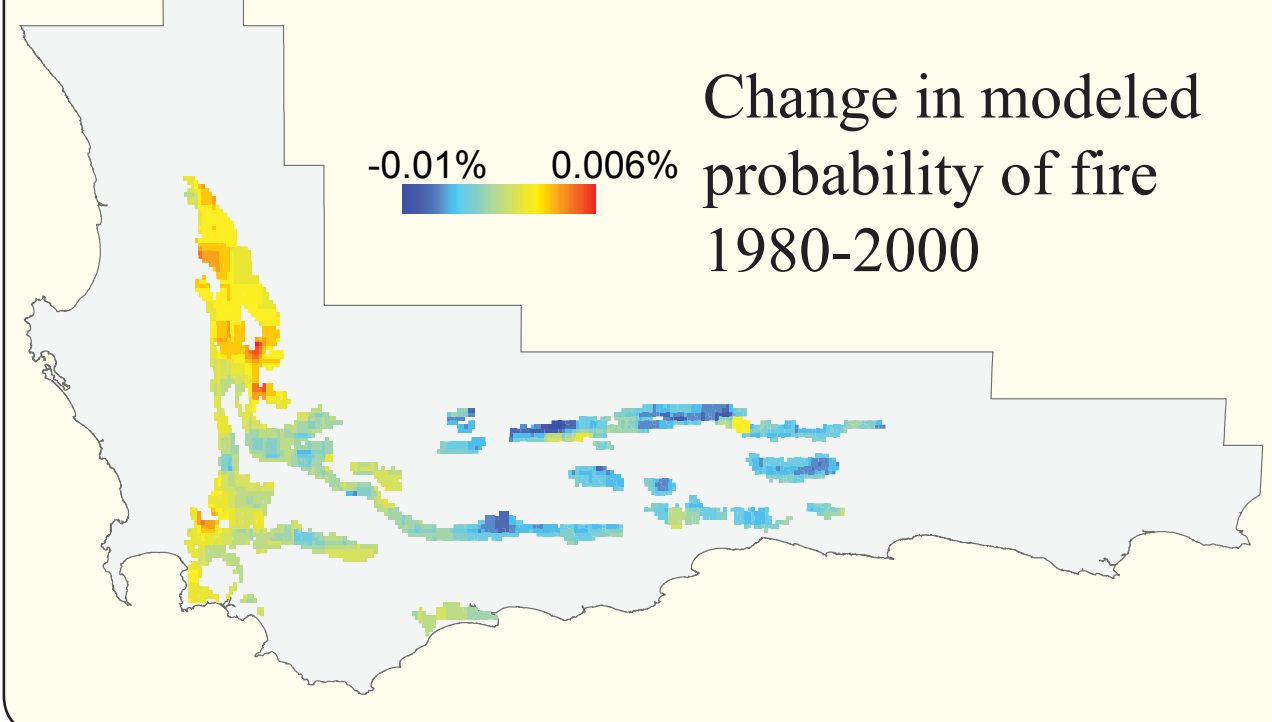 Change in modeled
probability of fire
1980-2000
-0.01% 0.006%